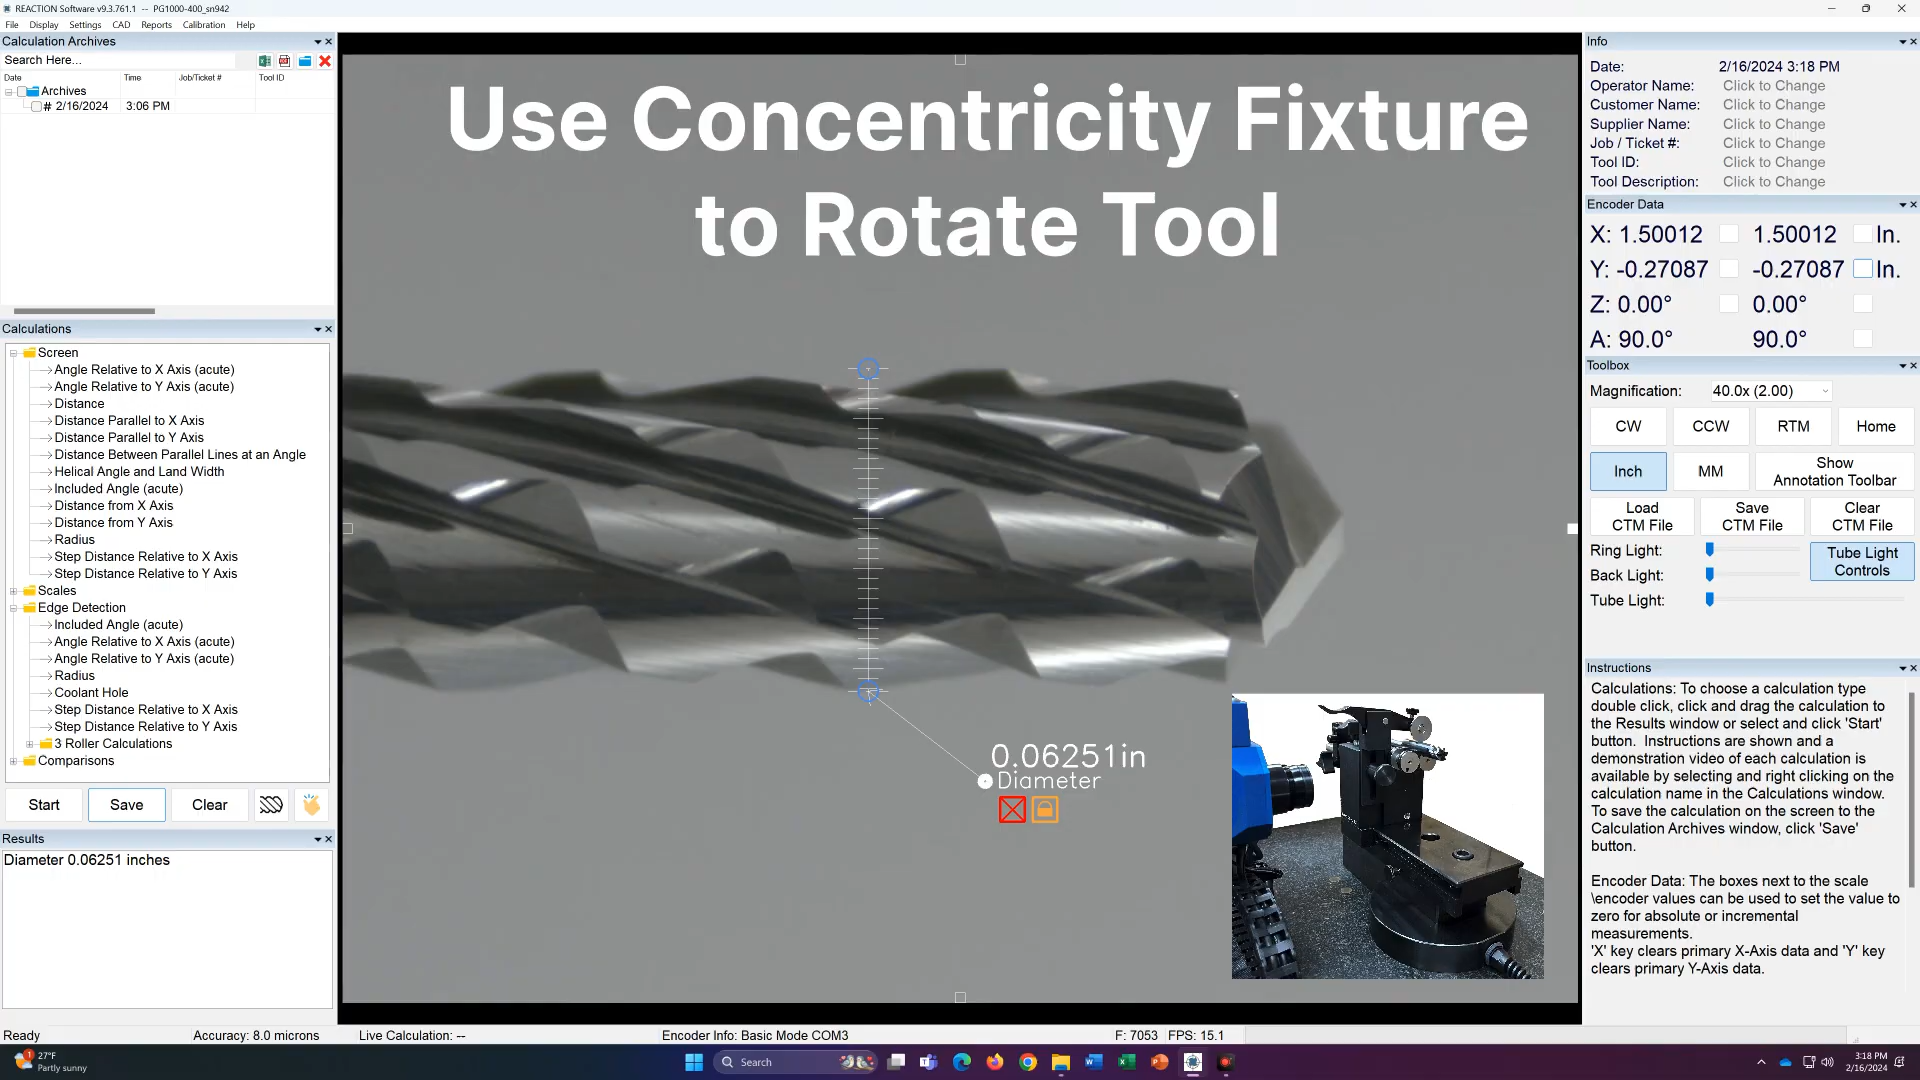 REACTION Software v9.3.761.1 -- PG1000-400_sn942
File Display Settings CAD Reports Calibration Help
Calculation Archives
Search Here...
Date Time Job/Ticket # Tool ID
Archives
# 2/16/2024 3:06 PM
Calculations
Screen
Angle Relative to X Axis (acute)
Angle Relative to Y Axis (acute)
Distance
Distance Parallel to X Axis
Distance Parallel to Y Axis
Distance Between Parallel Lines at an Angle
Helical Angle and Land Width
Included Angle (acute)
Distance from X Axis
Distance from Y Axis
Radius
Step Distance Relative to X Axis
Step Distance Relative to Y Axis
Scales
Edge Detection
Included Angle (acute)
Angle Relative to X Axis (acute)
Angle Relative to Y Axis (acute)
Radius
Coolant Hole
Step Distance Relative to X Axis
Step Distance Relative to Y Axis
3 Roller Calculations
Comparisons
Start Save Clear
Results
Diameter 0.06251 inches
Use Concentricity Fixture
to Rotate Tool
0.06251in
Diameter
Info
Date: 2/16/2024 3:18 PM
Operator Name: Click to Change
Customer Name: Click to Change
Supplier Name: Click to Change
Job / Ticket #: Click to Change
Tool ID: Click to Change
Tool Description: Click to Change
Encoder Data
X: 1.50012 1.50012 In.
Y: -0.27087 -0.27087 In.
Z: 0.00° 0.00°
A: 90.0° 90.0°
Toolbox
Magnification: 40.0x (2.00)
CW CCW RTM Home
Inch MM Show
Annotation Toolbar
Load
CTM File
Save
CTM File
Clear
CTM File
Ring Light:
Back Light:
Tube Light:
Tube Light
Controls
Instructions
Calculations: To choose a calculation type
double click, click and drag the calculation to
the Results window or select and click 'Start'
button. Instructions are shown and a
demonstration video of each calculation is
available by selecting and right clicking on the
calculation name in the Calculations window.
To save the calculation on the screen to the
Calculation Archives window, click 'Save'
button.
Encoder Data: The boxes next to the scale
\encoder values can be used to set the value to
zero for absolute or incremental
measurements.
'X' key clears primary X-Axis data and 'Y' key
clears primary Y-Axis data.
Ready Accuracy: 8.0 microns Live Calculation: -- Encoder Info: Basic Mode COM3 F: 7053 FPS: 15.1
27°F
Partly sunny
Search
3:18 PM
2/16/2024